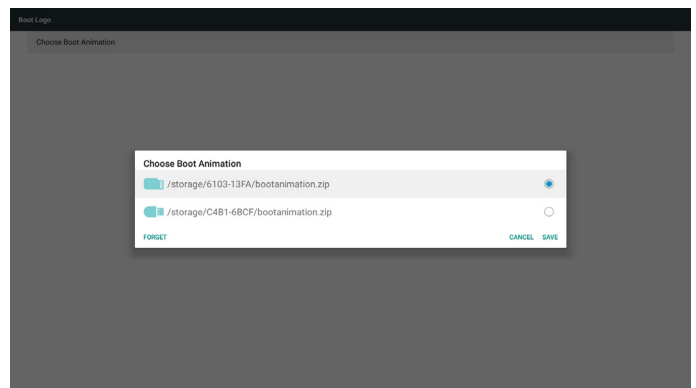 Boot Logo
Choose Boot Animation
Choose Boot Animation
/storage/6103-13FA/bootanimation.zip
/storage/C4B1-6BCF/bootanimation.zip
FORGET CANCEL SAVE